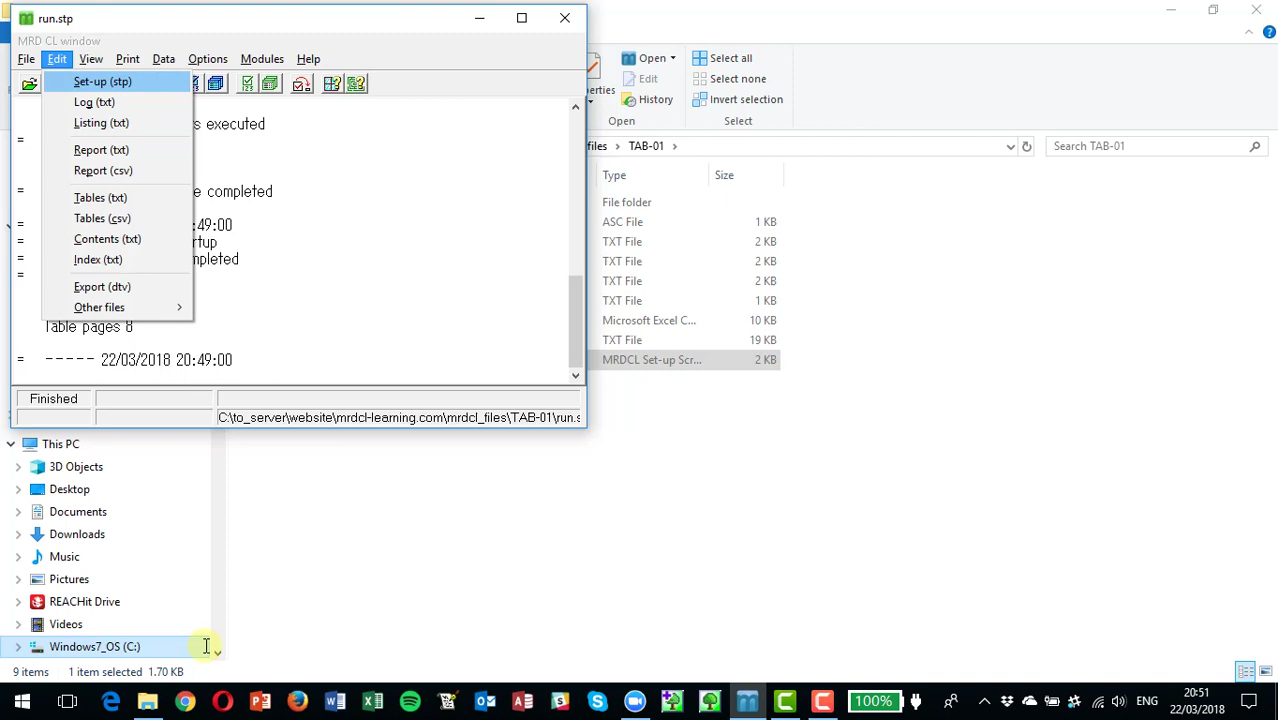 run.stp
MRD CL window
File Edit View Print Data Options Modules Help
Set-up (stp)
Log (txt)
Listing (txt)
Report (txt)
Report (csv)
Tables (txt)
Tables (csv)
Contents (txt)
Index (txt)
Export (dtv)
Other files
s executed
=
= e completed
= :49:00
= rtup
= mpleted
=
Table pages 8
= ----- 22/03/2018 20:49:00
Finished
C:\to_server\website\mrdcl-learning.com\mrdcl_files\TAB-01\run.s
Open
Edit
History
Open
erties
Select all
Select none
Invert selection
Select
files TAB-01
Search TAB-01
Type Size
File folder
ASC File 1 KB
TXT File 2 KB
TXT File 2 KB
TXT File 2 KB
TXT File 1 KB
Microsoft Excel C... 10 KB
TXT File 19 KB
MRDCL Set-up Scr... 2 KB
This PC
3D Objects
Desktop
Documents
Downloads
Music
Pictures
REACHit Drive
Videos
Windows7_OS (C:)
9 items 1 item selected 1.70 KB
100%
ENG
20:51
22/03/2018